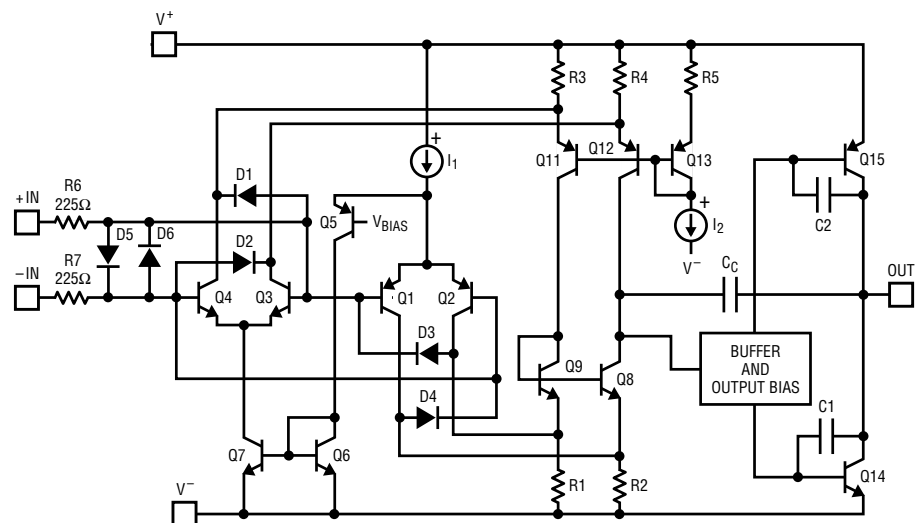 V+
R3
R4
R5
+
I1
Q11
Q12
Q13
Q15
D1
+IN
R6
225Ω
Q5
VBIAS
+
I2
C2
D5
D6
D2
V−
CC
OUT
−IN
R7
225Ω
Q4
Q3
Q1
Q2
D3
BUFFER
AND
OUTPUT BIAS
Q9
Q8
D4
C1
Q7
Q6
R1
R2
Q14
V−